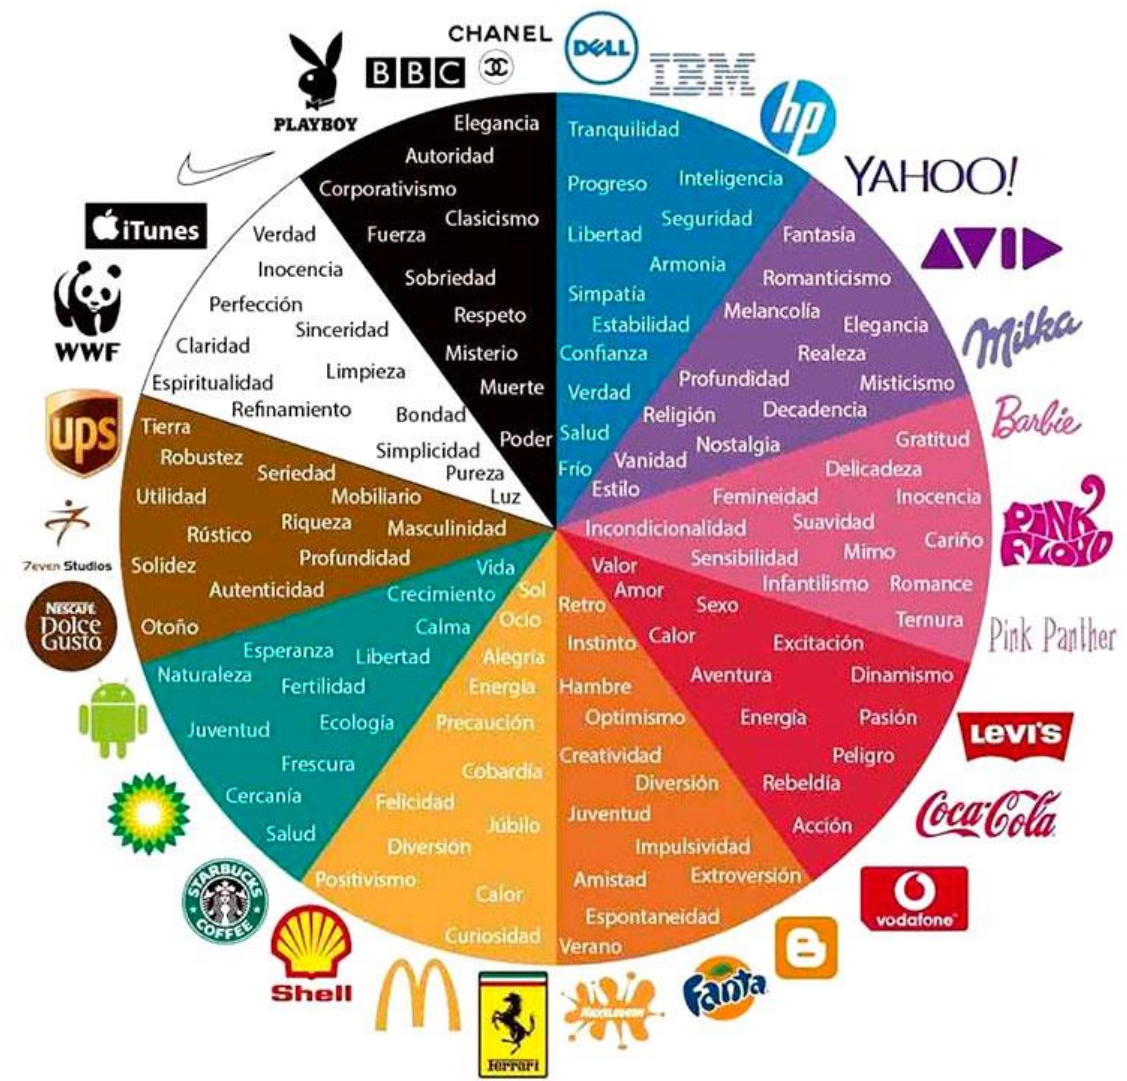 CHANEL
DELL
IBM
hp
BBC
PLAYBOY
YAHOO!
AVID
Milka
Barbie
PINK FLOYD
Pink Panther
LEVI'S
Coca-Cola
vodafone
Fanta
NICKELODEON
Ferrari
Shell
STARBUCKS COFFEE
NESCAFÉ
Dolce
Gusto
7even Studios
ups
WWF
iTunes
Elegancia
Autoridad
Corporativismo
Clasicismo
Fuerza
Sobriedad
Respeto
Misterio
Muerte
Poder
Tranquilidad
Progreso
Inteligencia
Seguridad
Libertad
Armonia
Simpatía
Estabilidad
Confianza
Verdad
Salud
Frío
Fantasía
Romanticismo
Melancolía
Elegancia
Realeza
Profundidad
Misticismo
Religión
Decadencia
Nostalgia
Vanidad
Estilo
Gratitud
Delicadeza
Femineidad
Inocencia
Incondicionalidad
Suavidad
Cariño
Sensibilidad
Mimo
Infantilismo
Romance
Ternura
Valor
Amor
Sexo
Calor
Excitación
Aventura
Dinamismo
Energía
Pasión
Peligro
Rebeldía
Acción
Retro
Instinto
Hambre
Optimismo
Creatividad
Diversión
Juventud
Impulsividad
Amistad
Extroversión
Espontaneidad
Verano
Sol
Ocio
Alegría
Energía
Precaución
Cobardía
Felicidad
Júbilo
Diversión
Positivismo
Calor
Curiosidad
Vida
Crecimiento
Calma
Esperanza
Libertad
Naturaleza
Fertilidad
Juventud
Ecología
Frescura
Cercanía
Salud
Tierra
Robustez
Seriedad
Utilidad
Mobiliario
Rústico
Riqueza
Masculinidad
Solidez
Profundidad
Autenticidad
Otoño
Verdad
Inocencia
Perfección
Sinceridad
Claridad
Limpieza
Espiritualidad
Refinamiento
Bondad
Simplicidad
Pureza
Luz